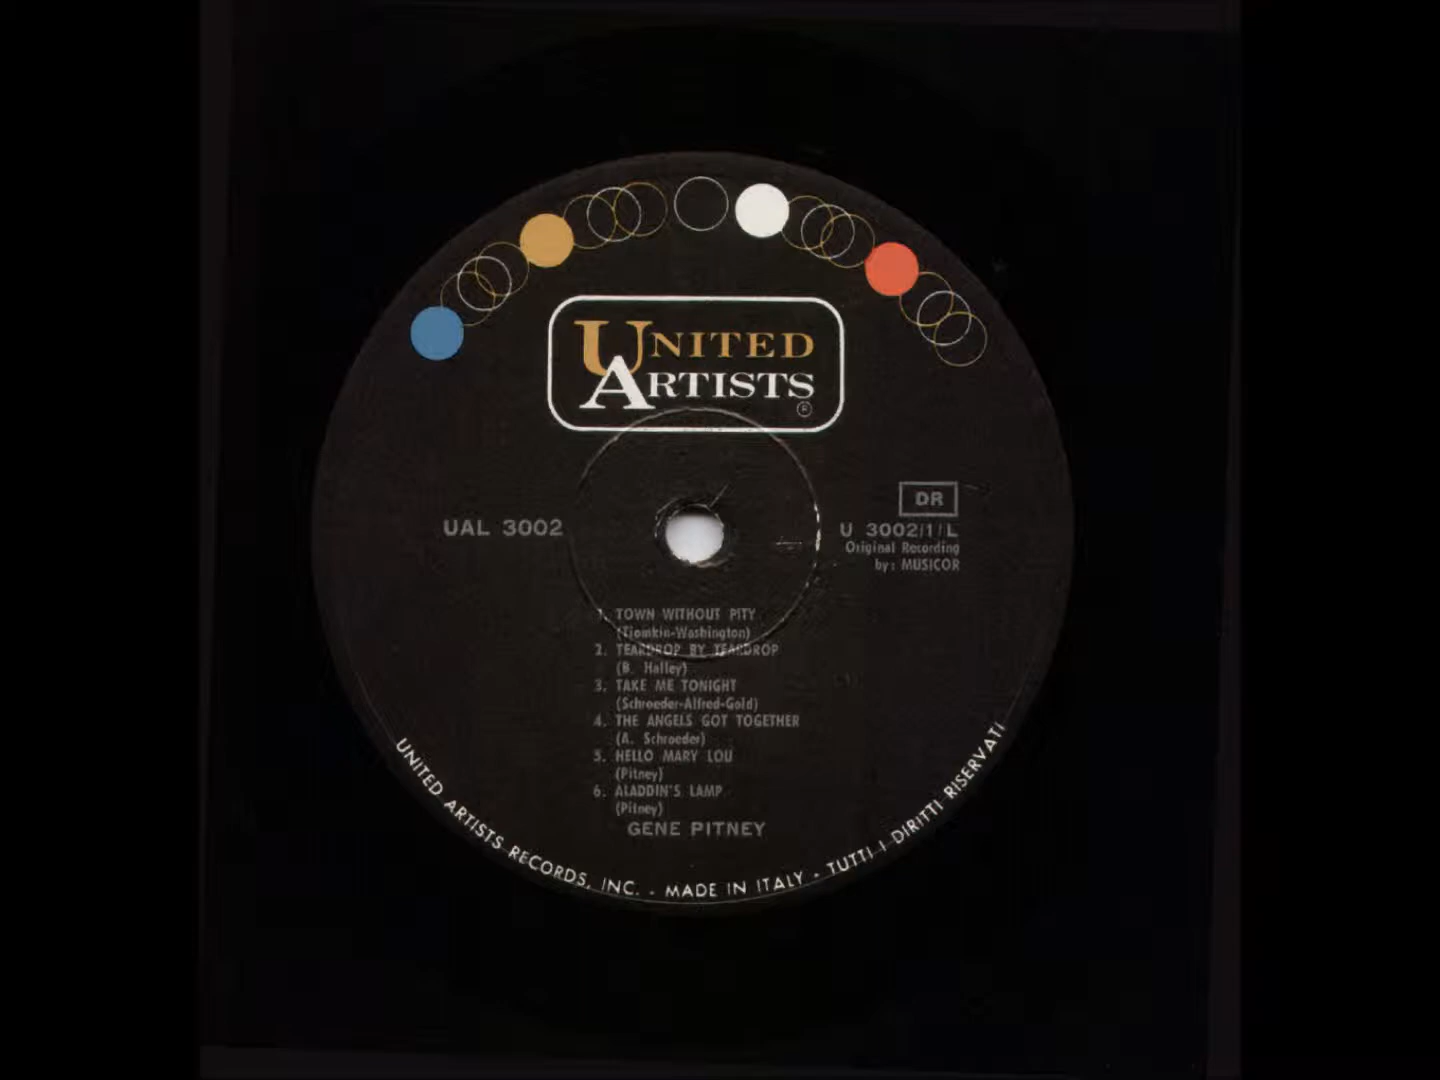 UNITED
ARTISTS
®
DR
UAL 3002
U 3002/1/L
Original Recording
by: MUSICOR
1. TOWN WITHOUT PITY
(Tiomkin-Washington)
2. TEARDROP BY TEARDROP
(B. Halley)
3. TAKE ME TONIGHT
(Schroeder-Alfred-Gold)
4. THE ANGELS GOT TOGETHER
(A. Schroeder)
5. HELLO MARY LOU
(Pitney)
6. ALADDIN'S LAMP
(Pitney)
GENE PITNEY
UNITED ARTISTS RECORDS, INC. - MADE IN ITALY - TUTTI I DIRITTI RISERVATI